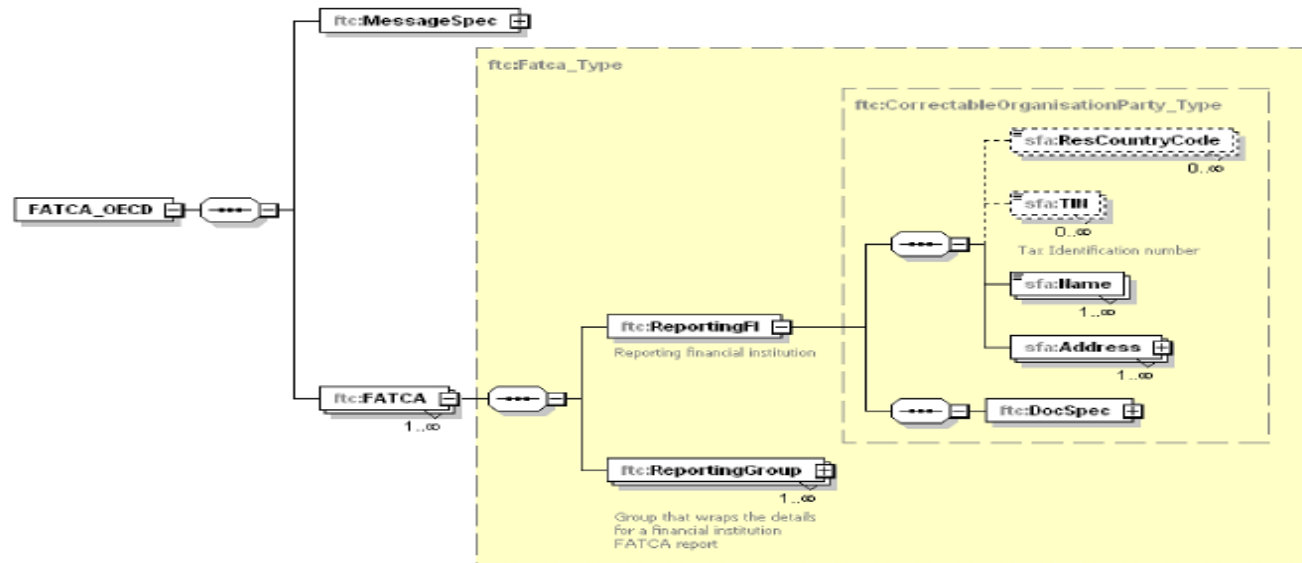 ftc:MessageSpec
ftc:Fatca_Type
ftc:CorrectableOrganisationParty_Type
sfa:ResCountryCode
0..∞
FATCA_OECD
sfa:TIN
0..∞
Tax Identification number
sfa:Name
1..∞
ftc:ReportingFI
Reporting financial institution
sfa:Address
1..∞
ftc:FATCA
1..∞
ftc:DocSpec
ftc:ReportingGroup
1..∞
Group that wraps the details
for a financial institution
FATCA report